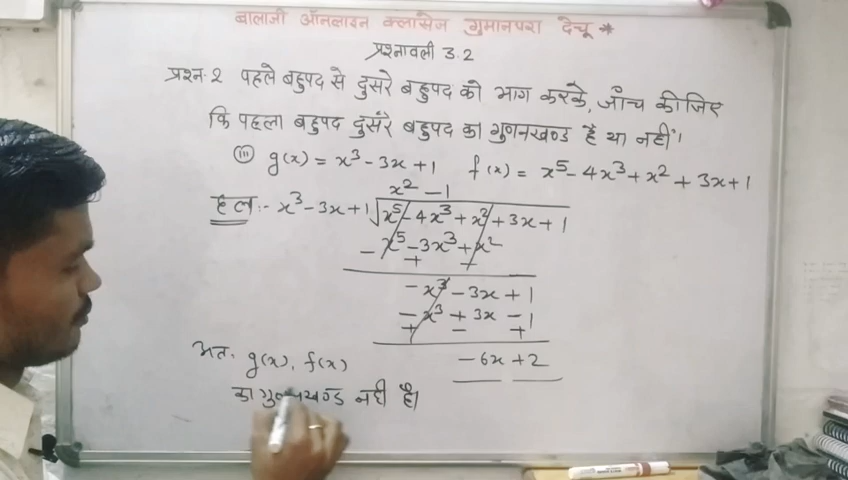 बालाजी ऑनलाइन क्लासेज गुमानपरा देचू *
प्रश्नावली 3.2
प्रश्न.2 पहले बहुपद से दुसरे बहुपद को भाग करके, जाँच कीजिए
कि पहला बहुपद दुसरे बहुपद का गुणनखण्ड है या नहीं।
(iii) g(x) = x³ - 3x + 1 f(x) = x⁵ - 4x³ + x² + 3x + 1
x² - 1
हल:- x³ - 3x + 1 √ x⁵ - 4x³ + x² + 3x + 1
- x⁵ - 3x³ + x²
+ -
- x³ - 3x + 1
- x³ + 3x - 1
+ - +
- 6x + 2
अत: g(x), f(x)
का गुणनखण्ड नही है।